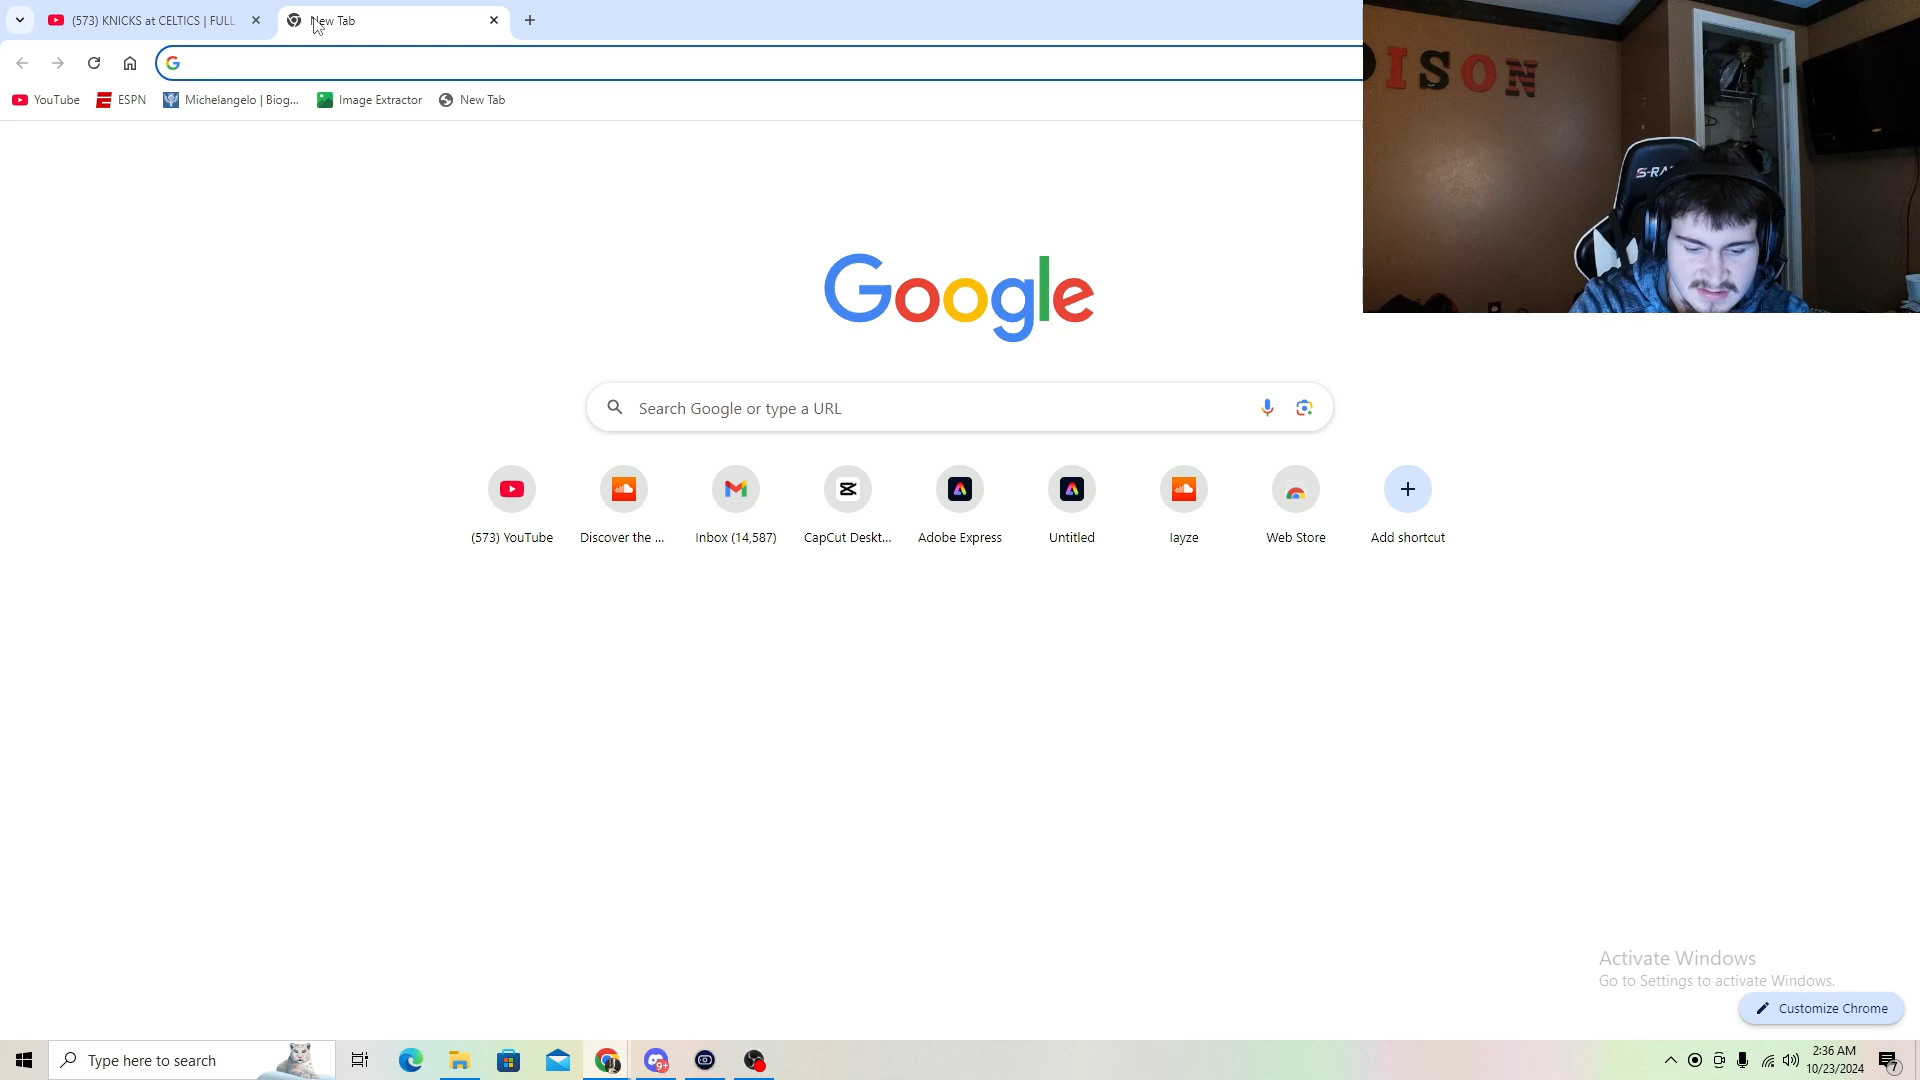 (573) KNICKS at CELTICS | FULL
New Tab
YouTube
ESPN
Michelangelo | Biog...
Image Extractor
New Tab
ISON
S-RA
Google
Search Google or type a URL
(573) YouTube
Discover the ...
Inbox (14,587)
CapCut Deskt...
Adobe Express
Untitled
Iayze
Web Store
Add shortcut
Activate Windows
Go to Settings to activate Windows.
Customize Chrome
Type here to search
9+
2:36 AM
10/23/2024
7